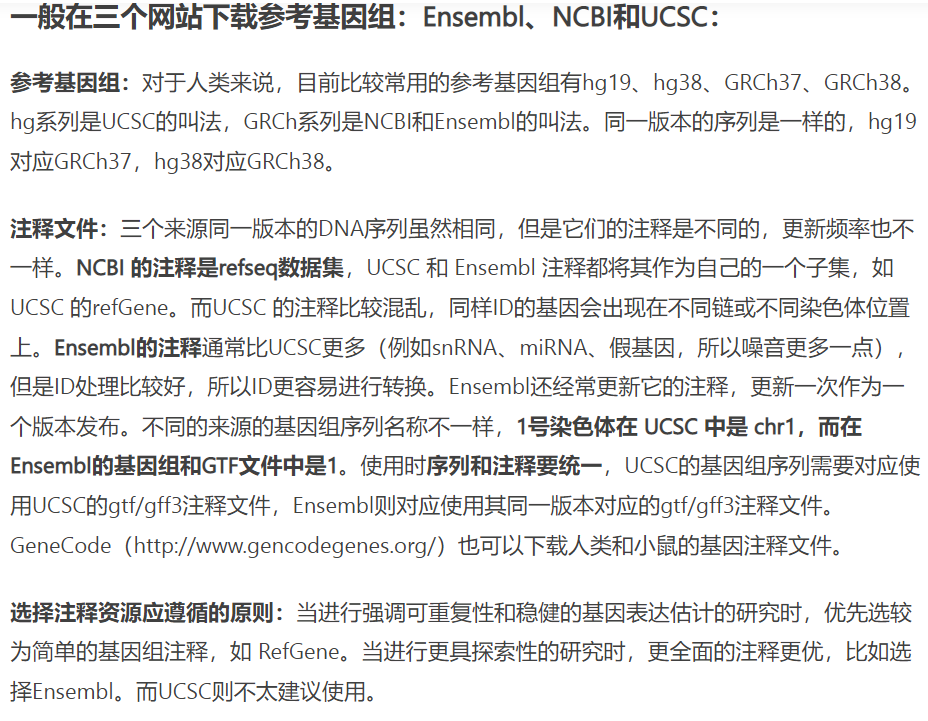 一般在三个网站下载参考基因组：Ensembl、NCBI和UCSC：
参考基因组：对于人类来说，目前比较常用的参考基因组有hg19、hg38、GRCh37、GRCh38。
hg系列是UCSC的叫法，GRCh系列是NCBI和Ensembl的叫法。同一版本的序列是一样的，hg19
对应GRCh37，hg38对应GRCh38。
注释文件：三个来源同一版本的DNA序列虽然相同，但是它们的注释是不同的，更新频率也不
一样。NCBI 的注释是refseq数据集，UCSC 和 Ensembl 注释都将其作为自己的一个子集，如
UCSC 的refGene。而UCSC 的注释比较混乱，同样ID的基因会出现在不同链或不同染色体位置
上。Ensembl的注释通常比UCSC更多（例如snRNA、miRNA、假基因，所以噪音更多一点），
但是ID处理比较好，所以ID更容易进行转换。Ensembl还经常更新它的注释，更新一次作为一
个版本发布。不同的来源的基因组序列名称不一样，1号染色体在 UCSC 中是 chr1，而在
Ensembl的基因组和GTF文件中是1。使用时序列和注释要统一，UCSC的基因组序列需要对应使
用UCSC的gtf/gff3注释文件，Ensembl则对应使用其同一版本对应的gtf/gff3注释文件。
GeneCode（http://www.gencodegenes.org/）也可以下载人类和小鼠的基因注释文件。
选择注释资源应遵循的原则：当进行强调可重复性和稳健的基因表达估计的研究时，优先选较
为简单的基因组注释，如 RefGene。当进行更具探索性的研究时，更全面的注释更优，比如选
择Ensembl。而UCSC则不太建议使用。